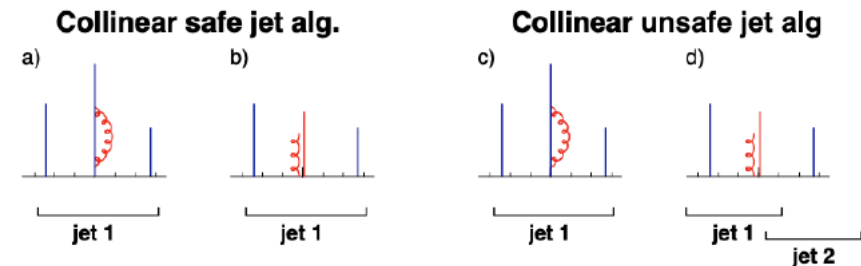 Collinear safe jet alg.
Collinear unsafe jet alg
a)
b)
c)
d)
jet 1
jet 1
jet 1
jet 1
jet 2